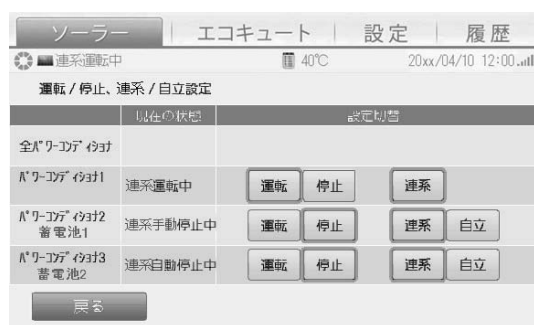 ソーラー エコキュート 設定 履歴
連系運転中 40℃ 20xx/04/10 12:00
運転/停止、連系/自立設定
現在の状態 設定切替
全ﾊﾟﾜｰｺﾝﾃﾞｨｼｮﾅ
ﾊﾟﾜｰｺﾝﾃﾞｨｼｮﾅ1 連系運転中 運転 停止 連系
ﾊﾟﾜｰｺﾝﾃﾞｨｼｮﾅ2
蓄電池1 連系手動停止中 運転 停止 連系 自立
ﾊﾟﾜｰｺﾝﾃﾞｨｼｮﾅ3
蓄電池2 連系自動停止中 運転 停止 連系 自立
戻る